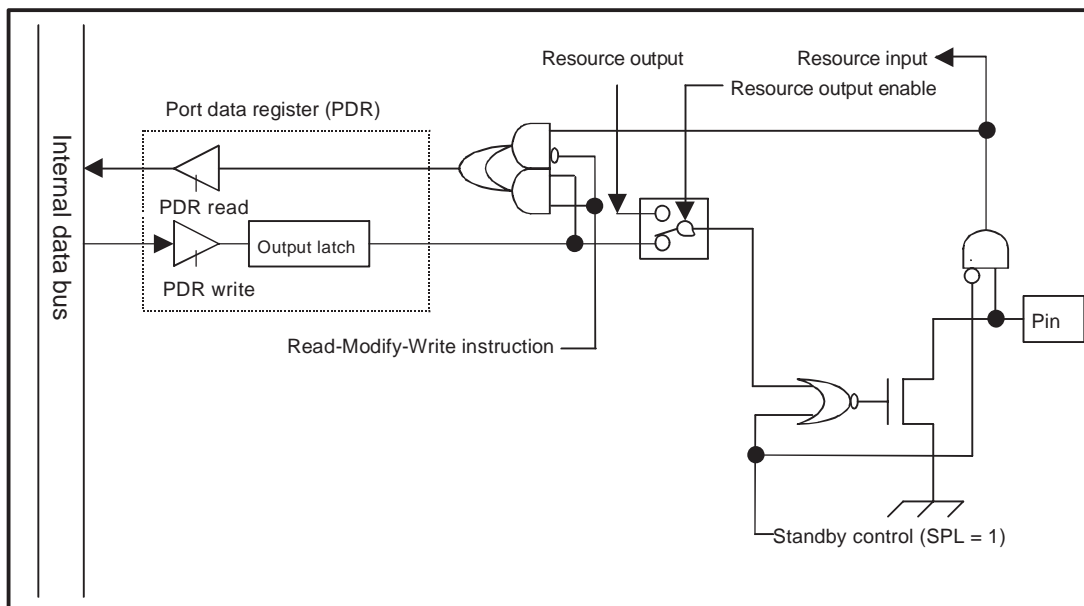 Resource output
Resource input
Resource output enable
Port data register (PDR)
Internal data bus
PDR read
Output latch
PDR write
Pin
Read-Modify-Write instruction
Standby control (SPL = 1)